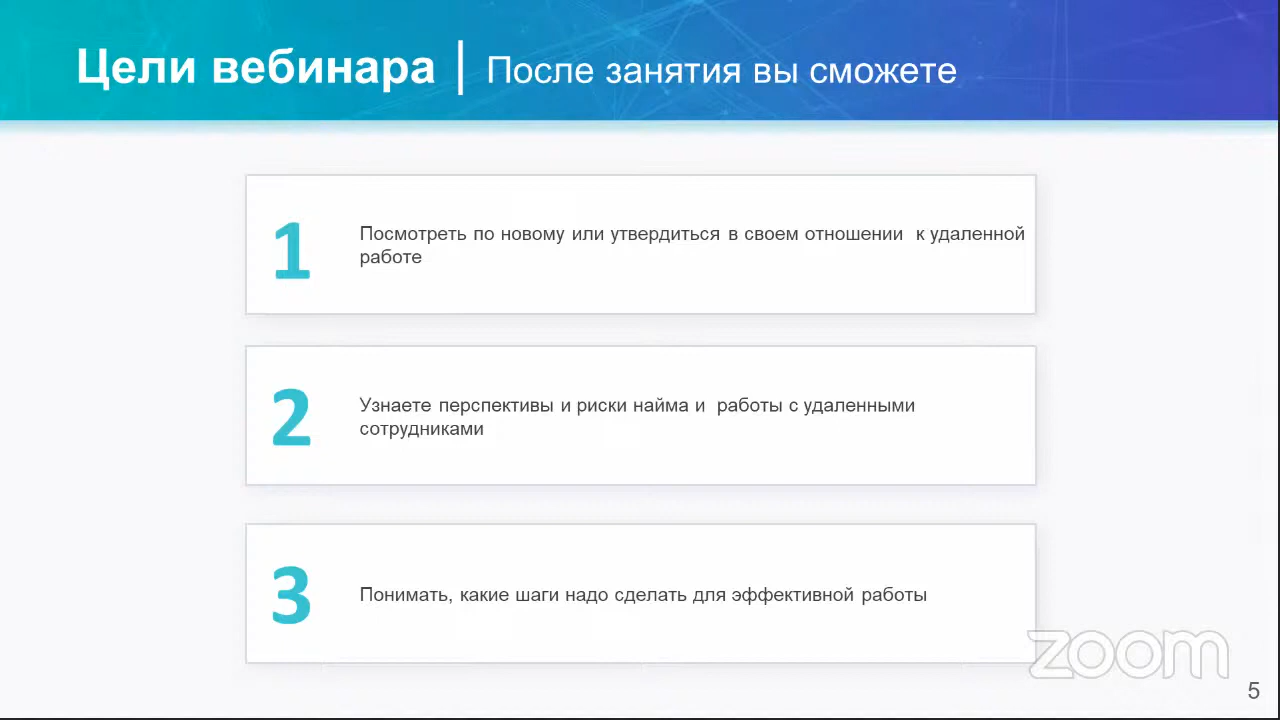 Цели вебинара | После занятия вы сможете
1
Посмотреть по новому или утвердиться в своем отношении к удаленной
работе
2
Узнаете перспективы и риски найма и работы с удаленными
сотрудниками
3
Понимать, какие шаги надо сделать для эффективной работы
zoom
5